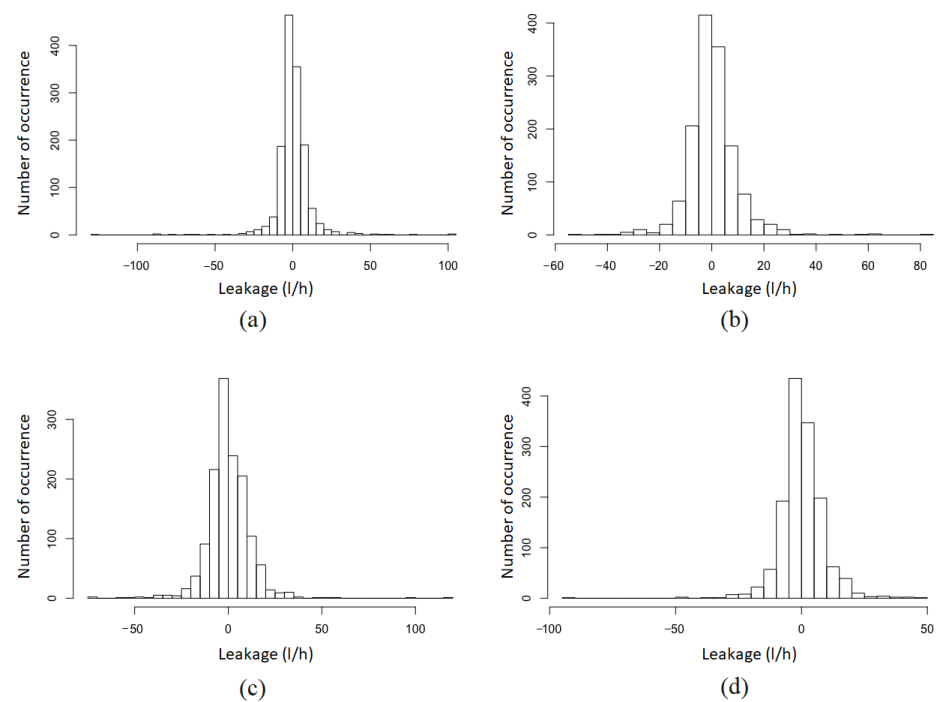 Number of occurrence
0 100 200 300 400
−100 −50 0 50 100
Leakage (l/h)
(a)
Number of occurrence
0 100 200 300 400
−60 −40 −20 0 20 40 60 80
Leakage (l/h)
(b)
Number of occurrence
0 100 200 300
−50 0 50 100
Leakage (l/h)
(c)
Number of occurrence
0 100 200 300 400
−100 −50 0 50
Leakage (l/h)
(d)